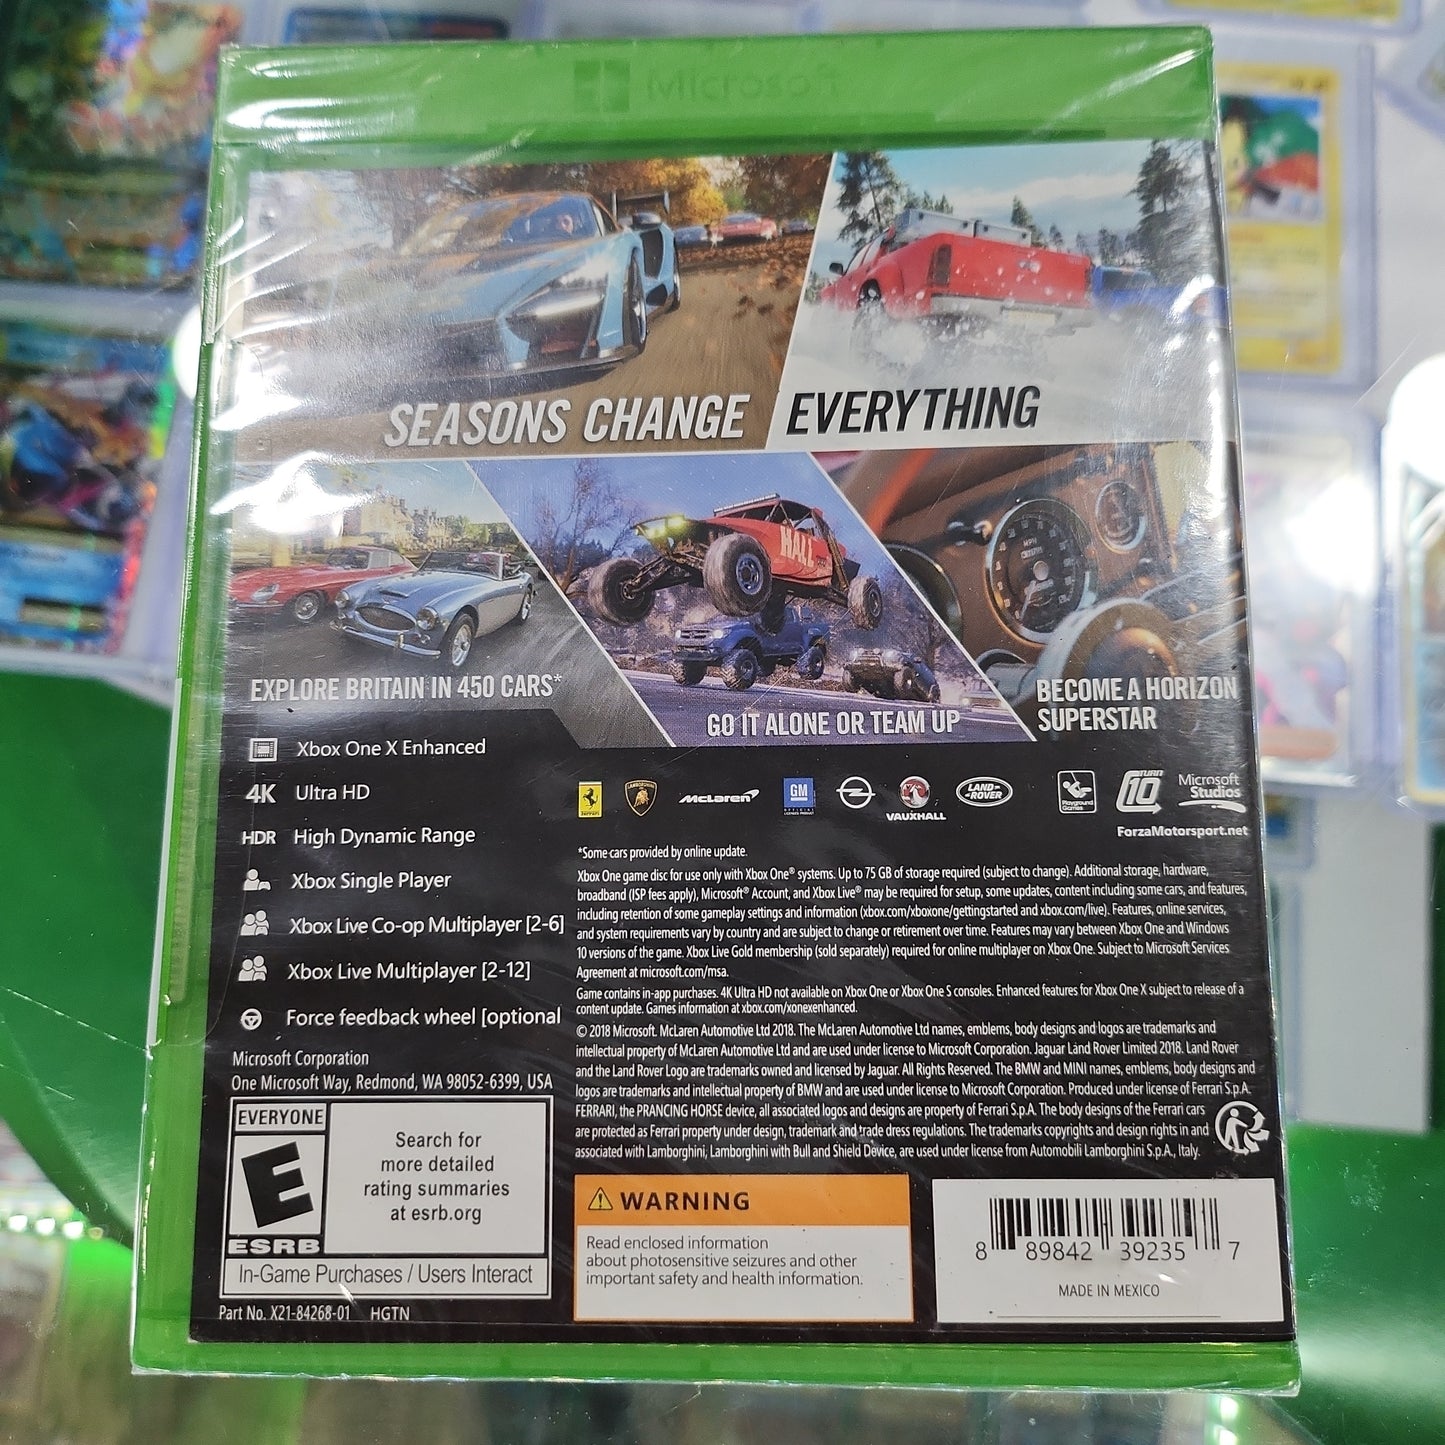 Microsoft
SEASONS CHANGE EVERYTHING
HALL
MPH
EXPLORE BRITAIN IN 450 CARS*
GO IT ALONE OR TEAM UP
BECOME A HORIZON
SUPERSTAR
Xbox One X Enhanced
4K Ultra HD
HDR High Dynamic Range
Xbox Single Player
Xbox Live Co-op Multiplayer [2-6]
Xbox Live Multiplayer [2-12]
Force feedback wheel [optional
Microsoft Corporation
One Microsoft Way, Redmond, WA 98052-6399, USA
Ferrari
LAMBORGHINI
McLaren
GM
OFFICIAL
LICENSED PRODUCT
VAUXHALL
LAND-
ROVER
Playground
Games
TURN
10
Microsoft
Studios
ForzaMotorsport.net
*Some cars provided by online update.
Xbox One game disc for use only with Xbox One® systems. Up to 75 GB of storage required (subject to change). Additional storage, hardware,
broadband (ISP fees apply), Microsoft® Account, and Xbox Live® may be required for setup, some updates, content including some cars, and features,
including retention of some gameplay settings and information (xbox.com/xboxone/gettingstarted and xbox.com/live). Features, online services,
and system requirements vary by country and are subject to change or retirement over time. Features may vary between Xbox One and Windows
10 versions of the game. Xbox Live Gold membership (sold separately) required for online multiplayer on Xbox One. Subject to Microsoft Services
Agreement at microsoft.com/msa.
Game contains in-app purchases. 4K Ultra HD not available on Xbox One or Xbox One S consoles. Enhanced features for Xbox One X subject to release of a
content update. Games information at xbox.com/xonexenhanced.
© 2018 Microsoft. McLaren Automotive Ltd 2018. The McLaren Automotive Ltd names, emblems, body designs and logos are trademarks and
intellectual property of McLaren Automotive Ltd and are used under license to Microsoft Corporation. Jaguar Land Rover Limited 2018. Land Rover
and the Land Rover Logo are trademarks owned and licensed by Jaguar. All Rights Reserved. The BMW and MINI names, emblems, body designs and
logos are trademarks and intellectual property of BMW and are used under license to Microsoft Corporation. Produced under license of Ferrari S.p.A.
FERRARI, the PRANCING HORSE device, all associated logos and designs are property of Ferrari S.p.A. The body designs of the Ferrari cars
are protected as Ferrari property under design, trademark and trade dress regulations. The trademarks copyrights and design rights in and
associated with Lamborghini, Lamborghini with Bull and Shield Device, are used under license from Automobili Lamborghini S.p.A., Italy.
EVERYONE
E
ESRB
Search for
more detailed
rating summaries
at esrb.org
In-Game Purchases / Users Interact
Part No. X21-84268-01 HGTN
WARNING
Read enclosed information
about photosensitive seizures and other
important safety and health information.
8 89842 39235 7
MADE IN MEXICO